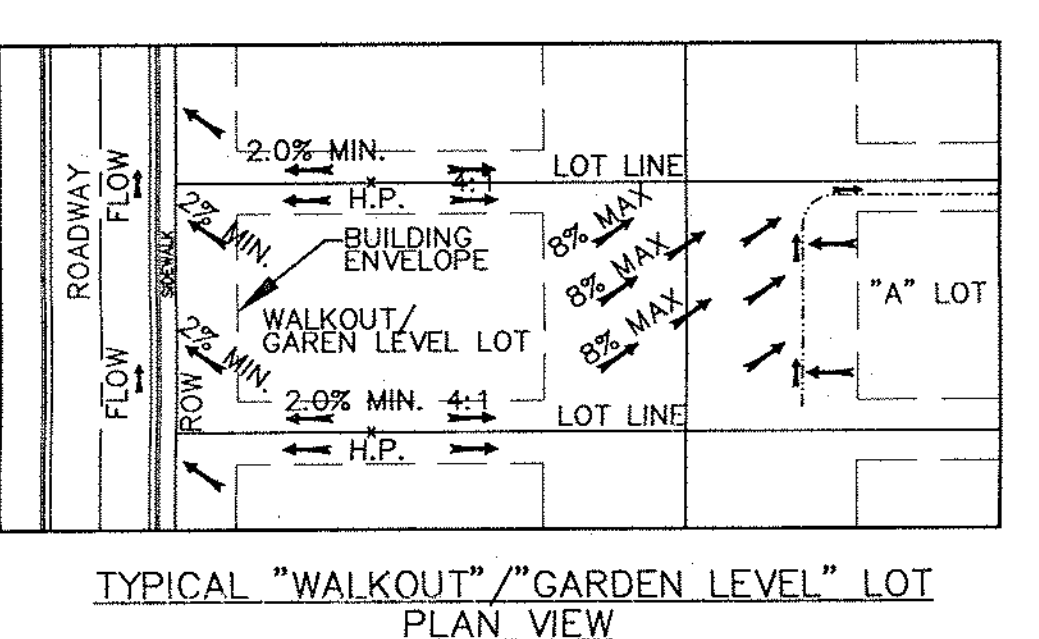 ROADWAY
FLOW
FLOW
SIDEWALK
ROW
2.0% MIN.
4:1
H.P.
LOT LINE
2% MIN.
BUILDING
ENVELOPE
8% MAX
8% MAX
8% MAX
"A" LOT
WALKOUT/
GAREN LEVEL LOT
2% MIN.
2.0% MIN. 4:1
LOT LINE
H.P.
TYPICAL "WALKOUT"/"GARDEN LEVEL" LOT
PLAN VIEW